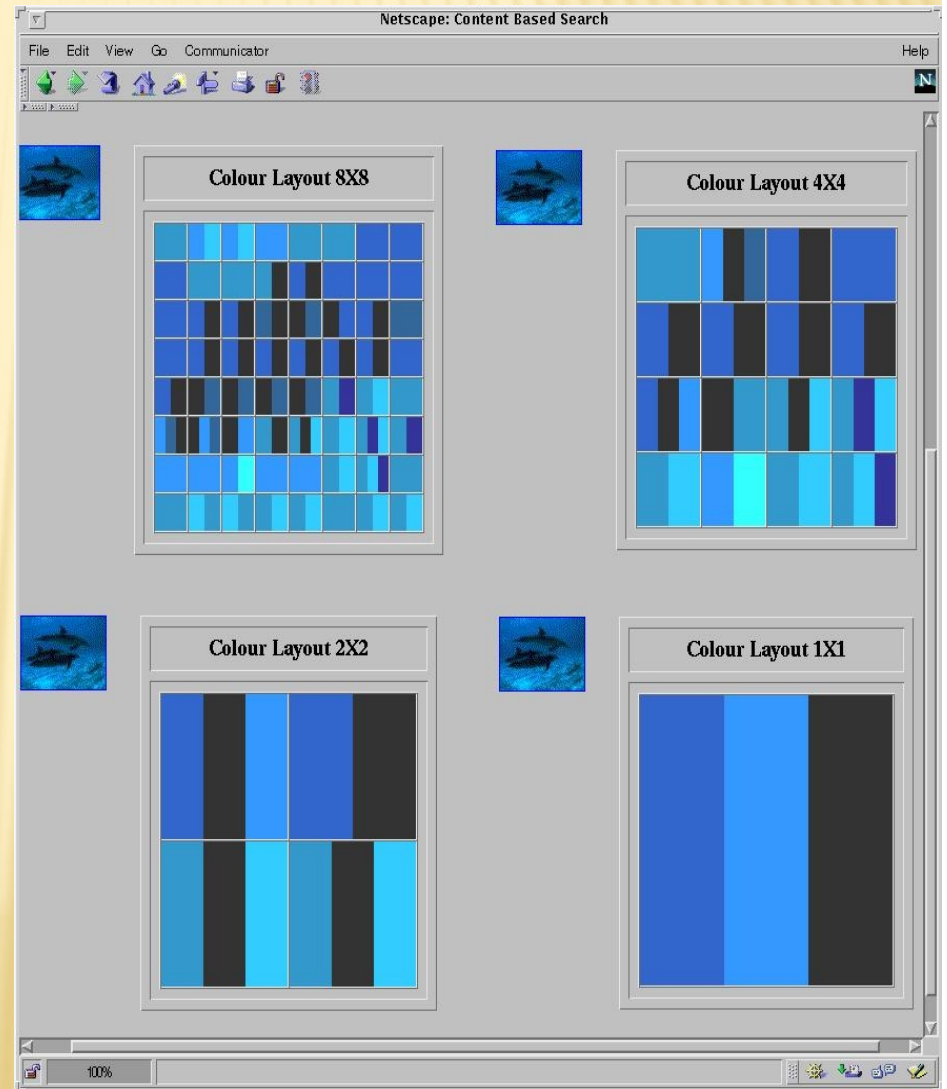 Netscape: Content Based Search
File Edit View Go Communicator Help
N
Colour Layout 8X8
Colour Layout 4X4
Colour Layout 2X2
Colour Layout 1X1
100%